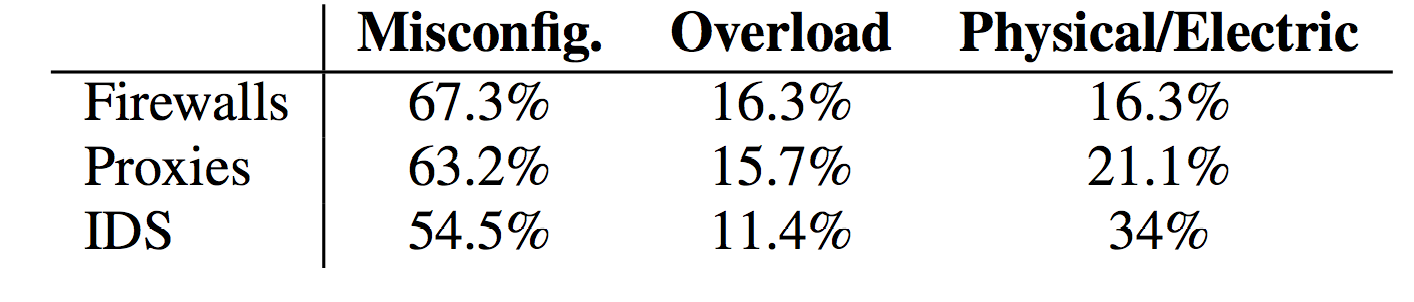 Misconfig. Overload Physical/Electric
Firewalls 67.3% 16.3% 16.3%
Proxies 63.2% 15.7% 21.1%
IDS 54.5% 11.4% 34%